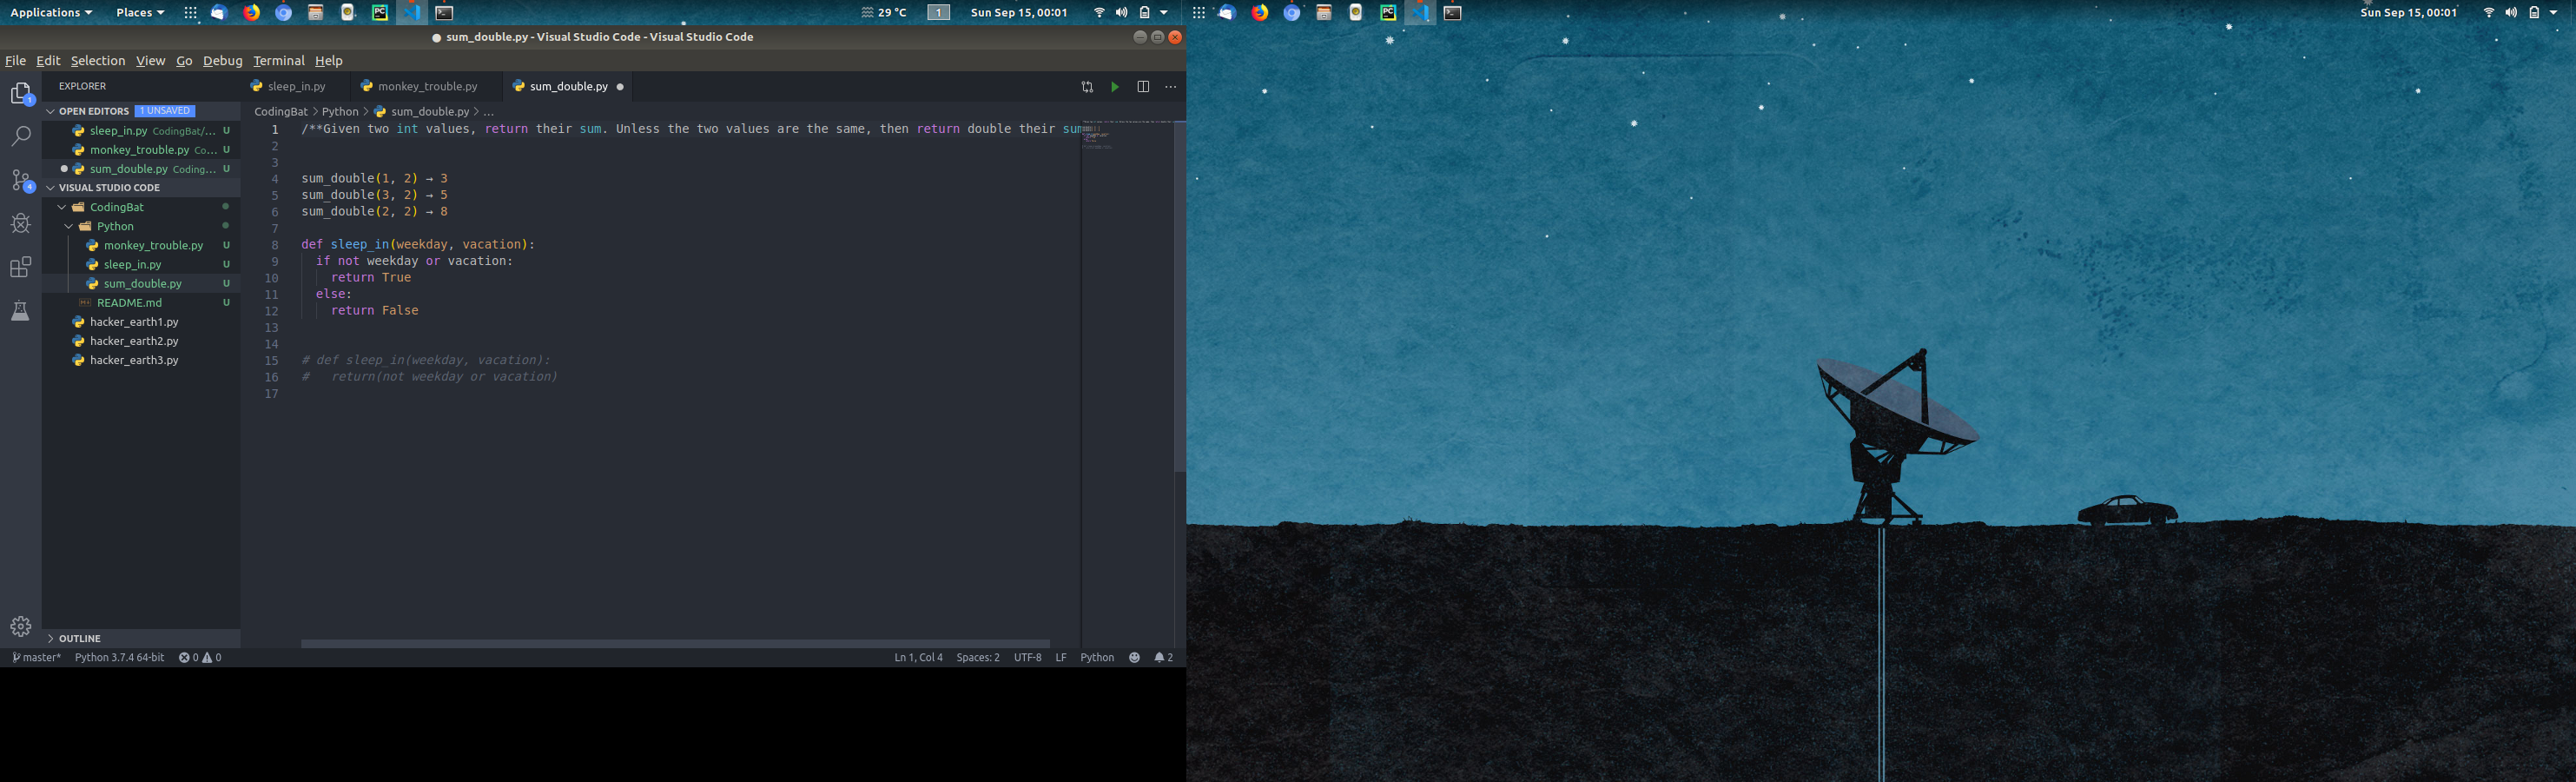 Applications Places 29 °C 1 Sun Sep 15, 00:01 Sun Sep 15, 00:01
● sum_double.py - Visual Studio Code - Visual Studio Code
File Edit Selection View Go Debug Terminal Help
EXPLORER
OPEN EDITORS 1 UNSAVED
sleep_in.py CodingBat/... U
monkey_trouble.py Co... U
sum_double.py Coding... U
VISUAL STUDIO CODE
CodingBat
Python
monkey_trouble.py U
sleep_in.py U
sum_double.py U
README.md U
hacker_earth1.py
hacker_earth2.py
hacker_earth3.py
OUTLINE
sleep_in.py monkey_trouble.py sum_double.py ●
CodingBat > Python > sum_double.py > ...
1 /**Given two int values, return their sum. Unless the two values are the same, then return double their sum
2
3
4 sum_double(1, 2) → 3
5 sum_double(3, 2) → 5
6 sum_double(2, 2) → 8
7
8 def sleep_in(weekday, vacation):
9 if not weekday or vacation:
10 return True
11 else:
12 return False
13
14
15 # def sleep_in(weekday, vacation):
16 # return(not weekday or vacation)
17
master* Python 3.7.4 64-bit 0 0 Ln 1, Col 4 Spaces: 2 UTF-8 LF Python 2